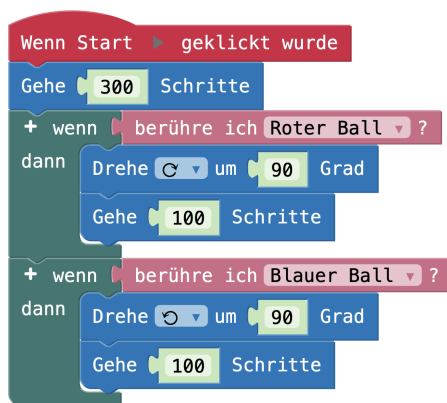 Wenn Start geklickt wurde
Gehe 300 Schritte
+ wenn berühre ich Roter Ball ?
dann Drehe um 90 Grad
Gehe 100 Schritte
+ wenn berühre ich Blauer Ball ?
dann Drehe um 90 Grad
Gehe 100 Schritte